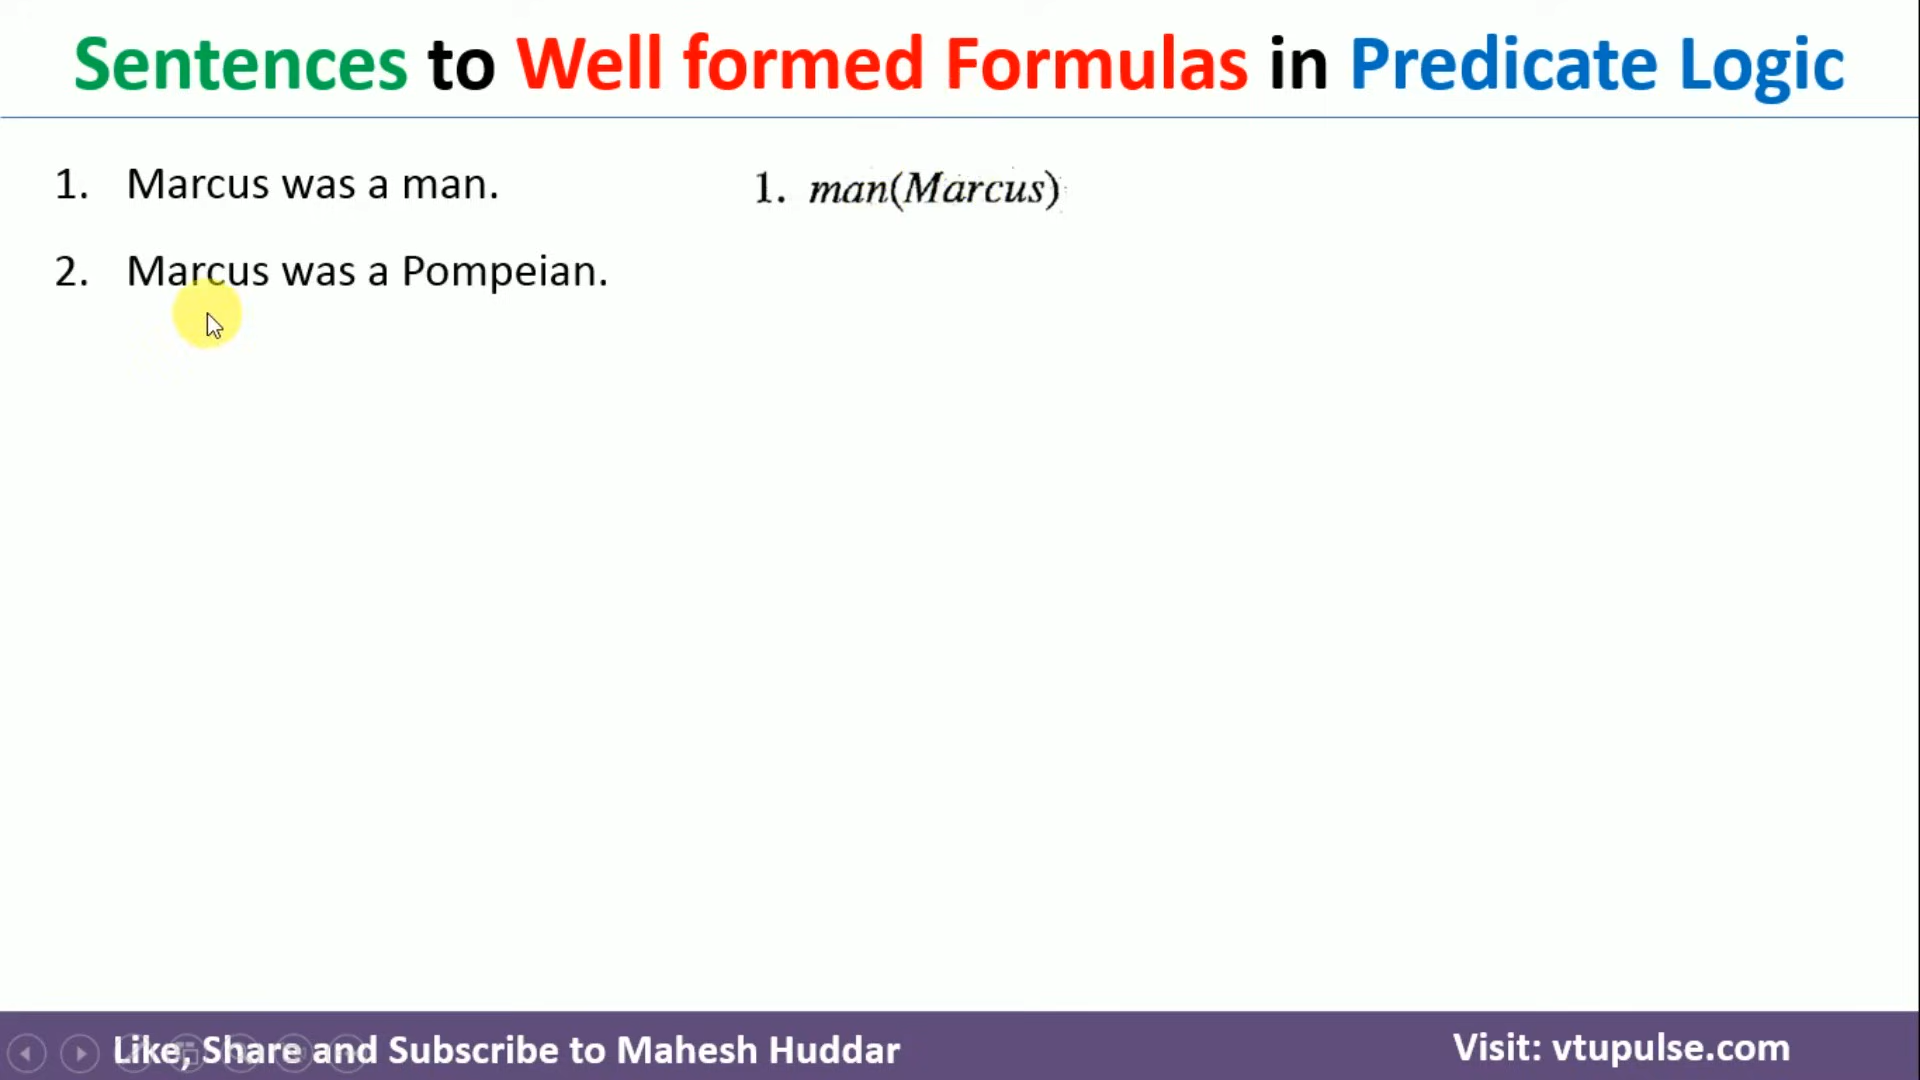 Sentences to Well formed Formulas in Predicate Logic
1. Marcus was a man.
1. man(Marcus)
2. Marcus was a Pompeian.
Like, Share and Subscribe to Mahesh Huddar
Visit: vtupulse.com